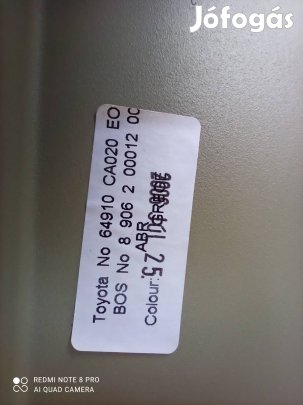 Jófogás
Toyota No 64910 CA020 EO
BOS No 8 906 2 00012 00
ABR
Colour:
25.
REDMI NOTE 8 PRO
AI QUAD CAMERA